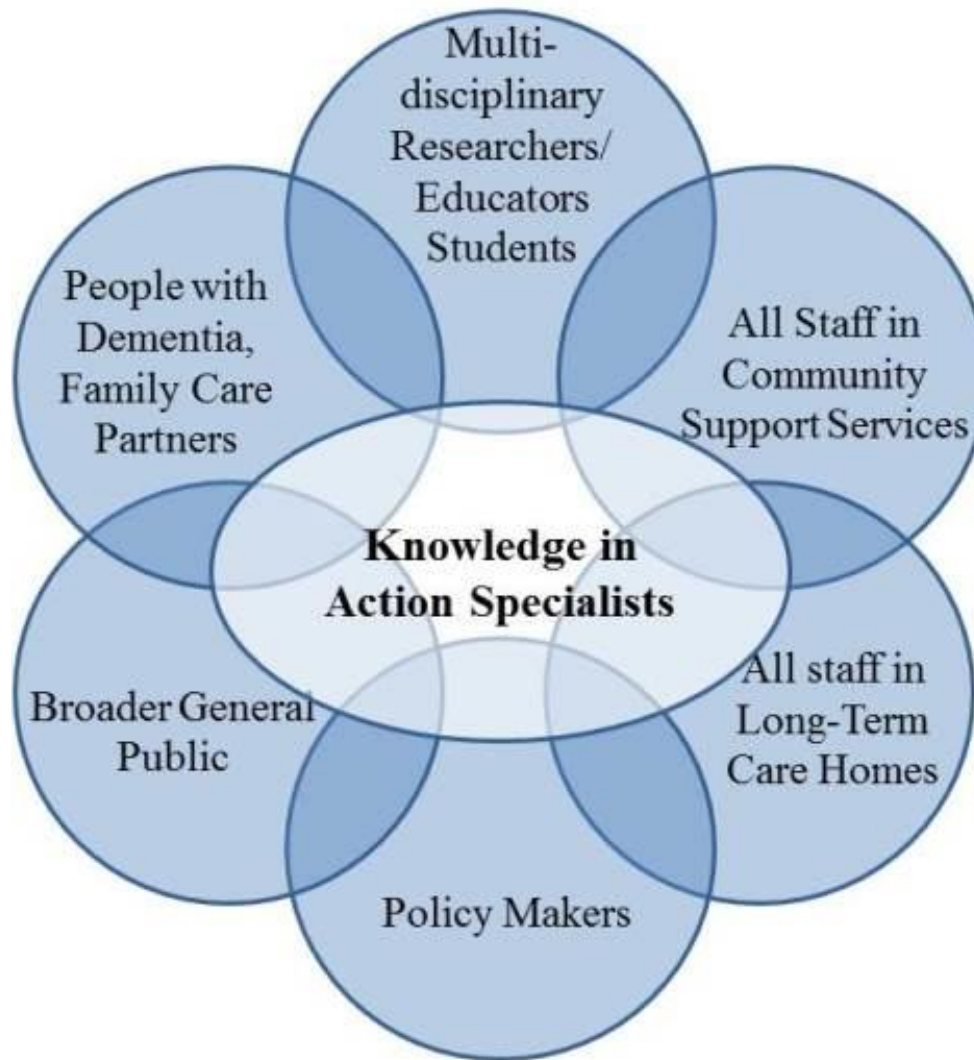 Multi-
disciplinary
Researchers/
Educators
Students
People with
Dementia,
Family Care
Partners
All Staff in
Community
Support Services
Knowledge in
Action Specialists
Broader General
Public
All staff in
Long-Term
Care Homes
Policy Makers